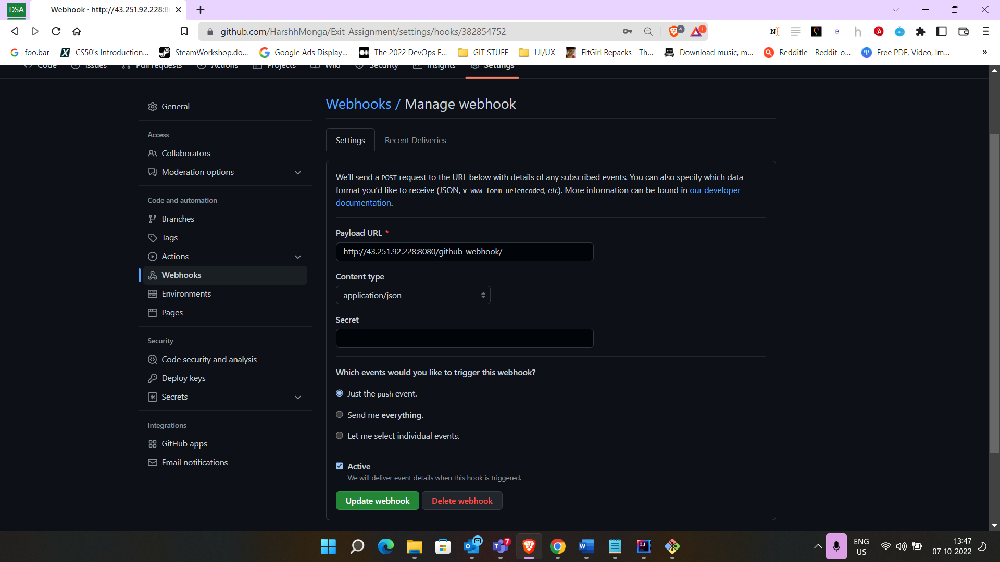 DSA
Webhook · http://43.251.92.228:8
github.com/HarshhMonga/Exit-Assignment/settings/hooks/382854752
4
1
foo.bar
CS50's Introduction...
SteamWorkshop.do...
Google Ads Display...
The 2022 DevOps E...
GIT STUFF
UI/UX
FitGirl Repacks - Th...
Download music, m...
Redditle - Reddit-o...
Free PDF, Video, Im...
»
Code
Issues
Pull requests
Actions
Projects
Wiki
Security
Insights
Settings
General
Access
Collaborators
Moderation options
Code and automation
Branches
Tags
Actions
Webhooks
Environments
Pages
Security
Code security and analysis
Deploy keys
Secrets
Integrations
GitHub apps
Email notifications
Webhooks / Manage webhook
Settings
Recent Deliveries
We'll send a POST request to the URL below with details of any subscribed events. You can also specify which data
format you'd like to receive (JSON, x-www-form-urlencoded, etc). More information can be found in our developer
documentation.
Payload URL *
http://43.251.92.228:8080/github-webhook/
Content type
application/json
Secret
Which events would you like to trigger this webhook?
Just the push event.
Send me everything.
Let me select individual events.
Active
We will deliver event details when this hook is triggered.
Update webhook
Delete webhook
7
ENG
US
13:47
07-10-2022